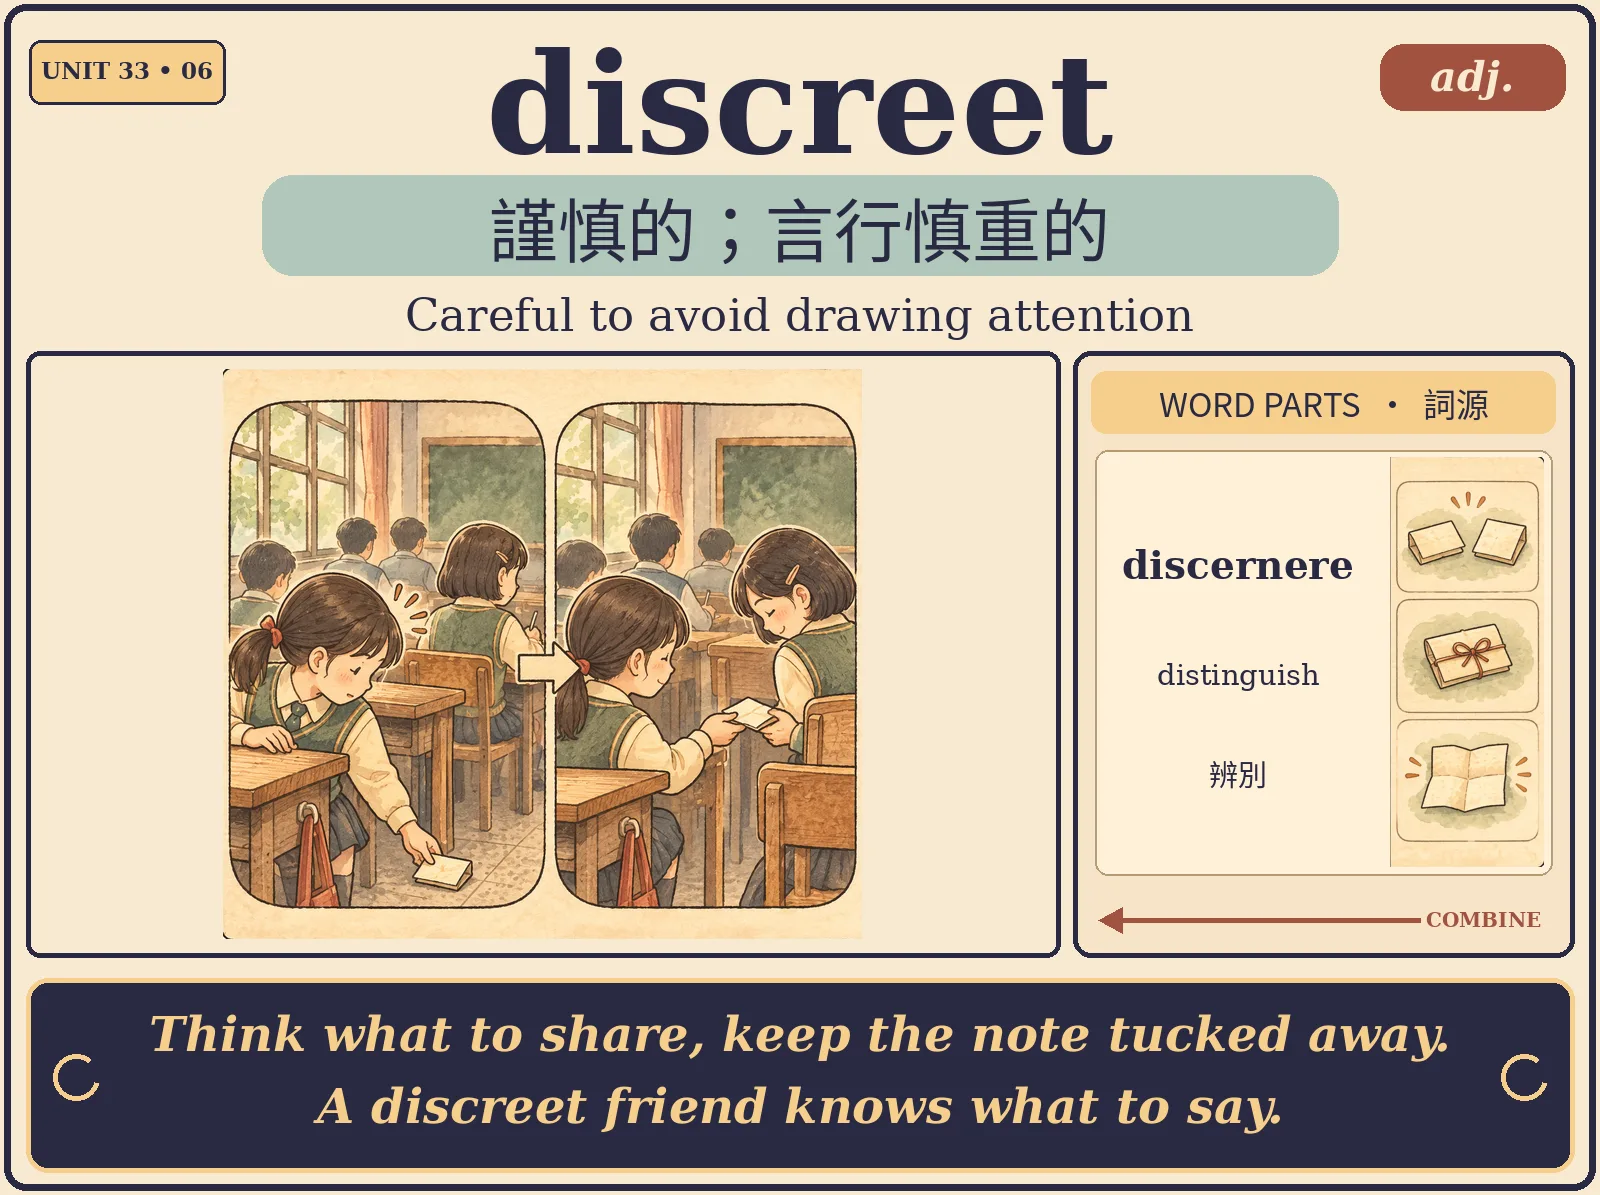 UNIT 33 • 06
discreet
adj.
謹慎的；言行慎重的
Careful to avoid drawing attention
WORD PARTS • 詞源
discernere
distinguish
辨別
COMBINE
Think what to share, keep the note tucked away.
A discreet friend knows what to say.